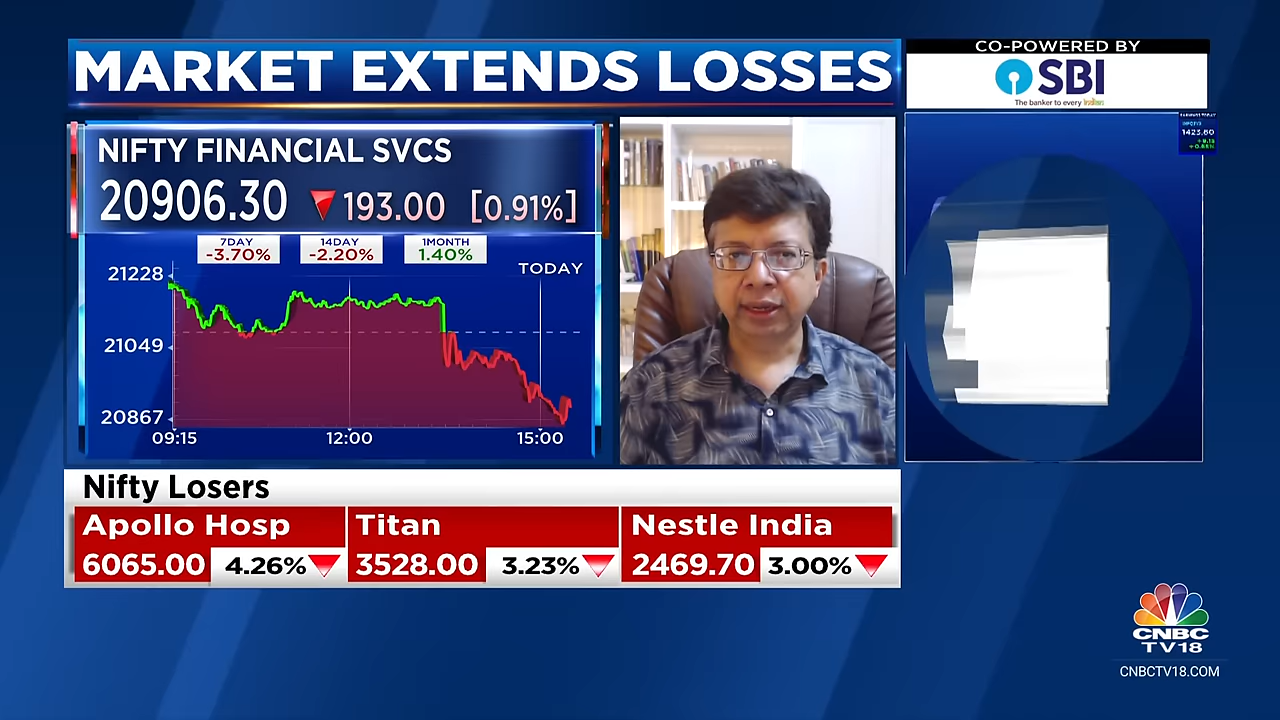 MARKET EXTENDS LOSSES
CO-POWERED BY
SBI
The banker to every Indian
NIFTY FINANCIAL SVCS
20906.30 193.00 [0.91%]
7DAY 14DAY 1MONTH
-3.70% -2.20% 1.40%
TODAY
21228
21049
20867
09:15 12:00 15:00
1423.80
Nifty Losers
Apollo Hosp Titan Nestle India
6065.00 4.26% 3528.00 3.23% 2469.70 3.00%
CNBC
TV18
CNBCTV18.COM